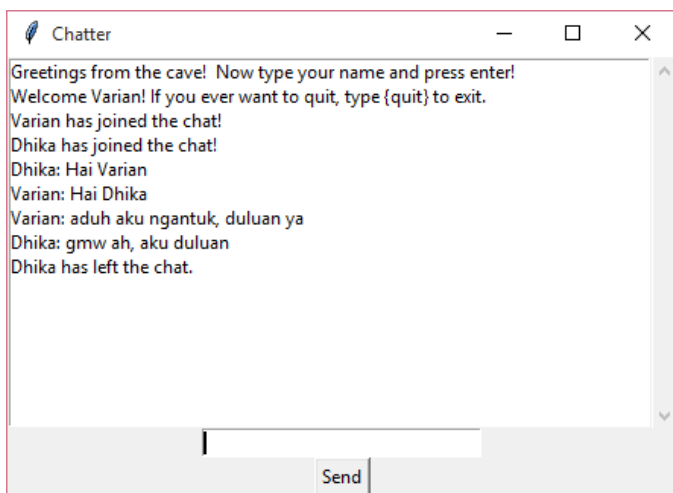 Chatter
Greetings from the cave!  Now type your name and press enter!
Welcome Varian! If you ever want to quit, type {quit} to exit.
Varian has joined the chat!
Dhika has joined the chat!
Dhika: Hai Varian
Varian: Hai Dhika
Varian: aduh aku ngantuk, duluan ya
Dhika: gmw ah, aku duluan
Dhika has left the chat.
Send